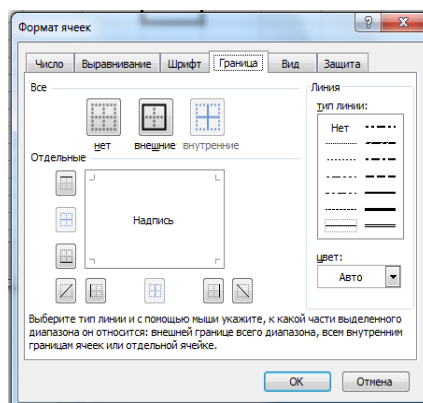 Формат ячеек
Число Выравнивание Шрифт Граница Вид Защита
Все
нет внешние внутренние
Отдельные
Надпись
Линия
тип линии:
Нет
цвет:
Авто
Выберите тип линии и с помощью мыши укажите, к какой части выделенного
диапазона он относится: внешней границе всего диапазона, всем внутренним
границам ячеек или отдельной ячейке.
ОК Отмена